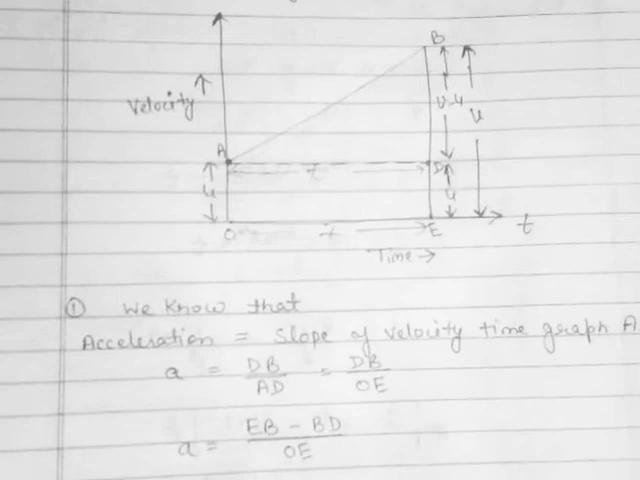 B
Velocity
v-u
v
A
t
D
u
u
O
t
E
t
Time →
① We know that
Acceleration = Slope of velocity time graph A
a = DB/AD = DB/OE
a = EB - BD/OE